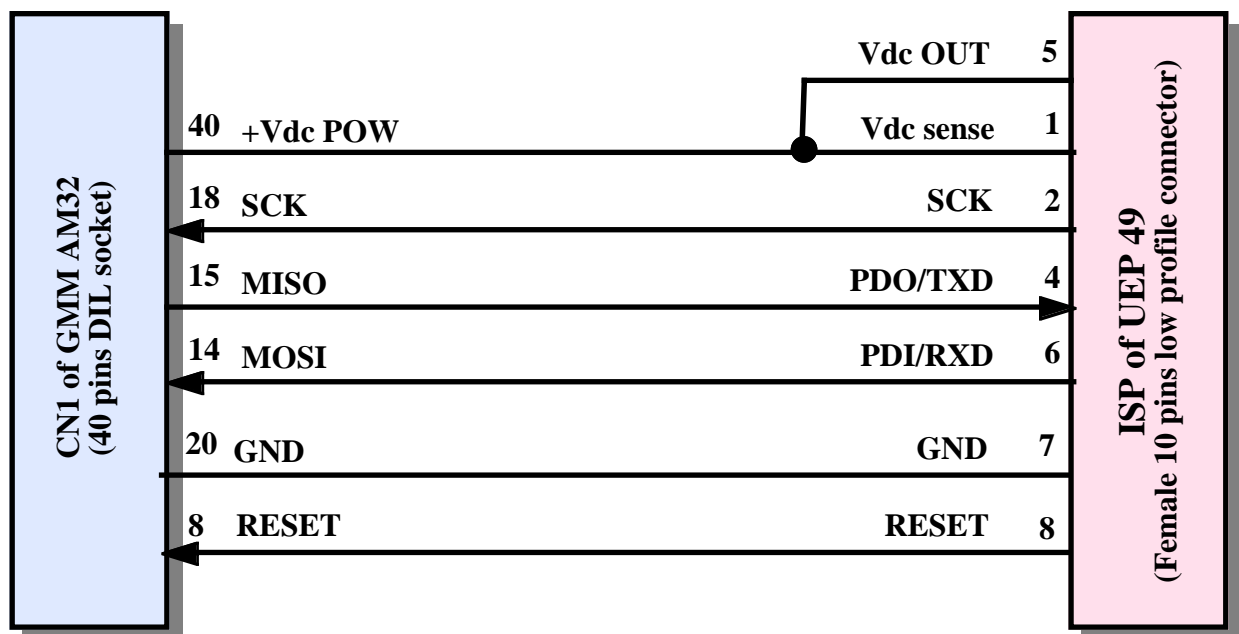 CN1 of GMM AM32
(40 pins DIL socket)
Vdc OUT 5
40 +Vdc POW Vdc sense 1
18 SCK SCK 2
15 MISO PDO/TXD 4
14 MOSI PDI/RXD 6
20 GND GND 7
8 RESET RESET 8
ISP of UEP 49
(Female 10 pins low profile connector)